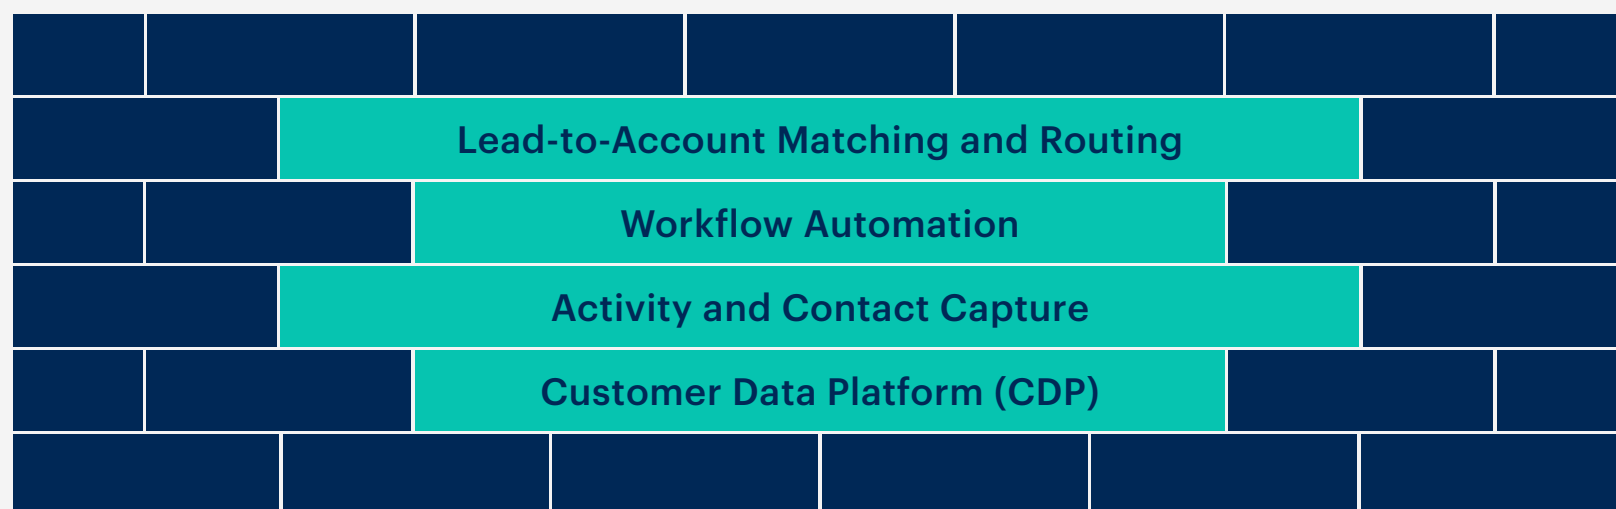 Lead-to-Account Matching and Routing
Workflow Automation
Activity and Contact Capture
Customer Data Platform (CDP)